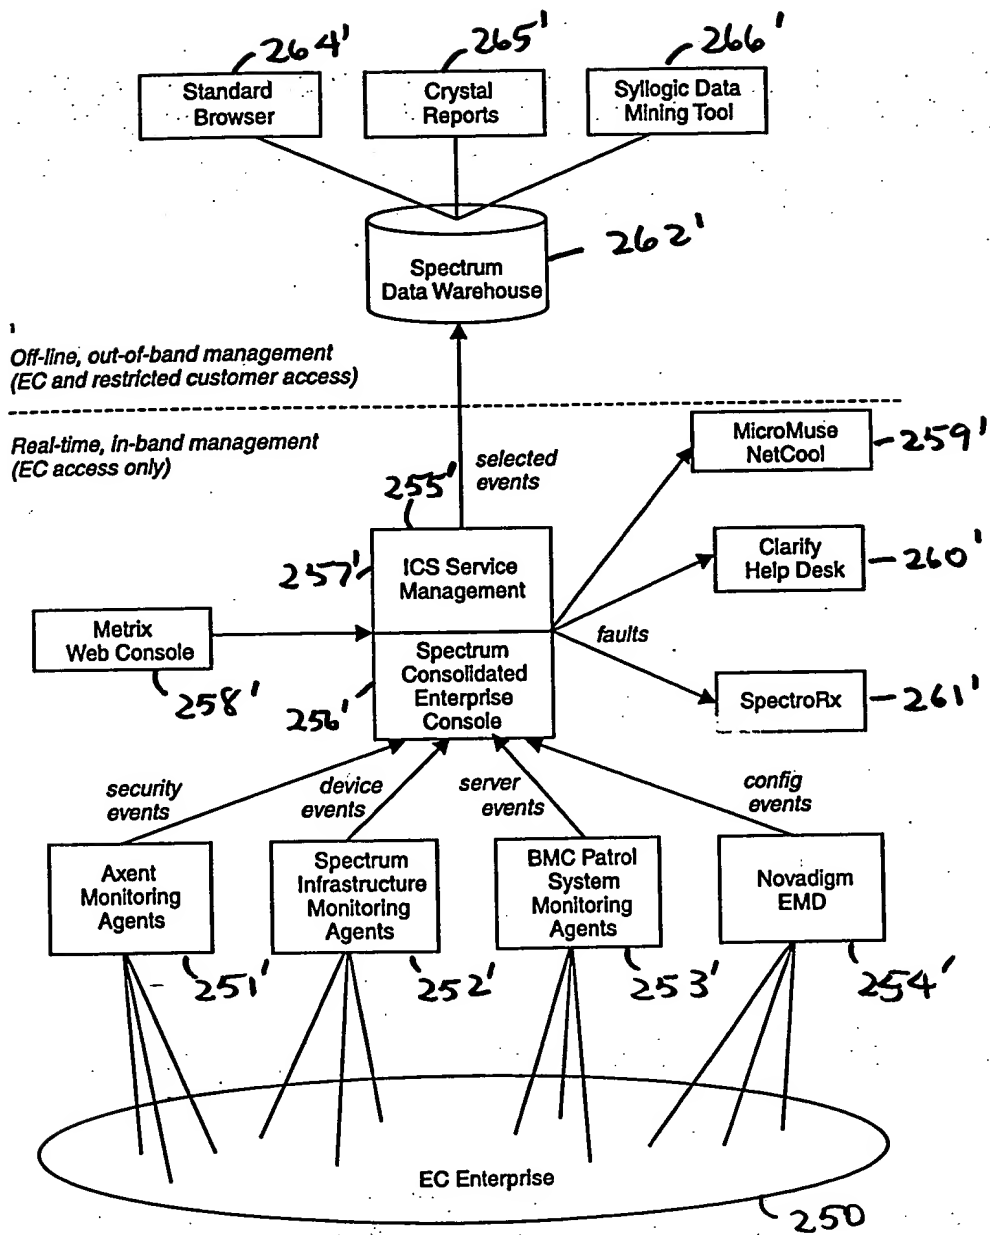 264'
265'
266'
Standard
Browser
Crystal
Reports
Syllogic Data
Mining Tool
262'
Spectrum
Data Warehouse
Off-line, out-of-band management
(EC and restricted customer access)
Real-time, in-band management
(EC access only)
selected
events
MicroMuse
NetCool
259'
255'
257'
ICS Service
Management
Clarify
Help Desk
260'
Metrix
Web Console
258'
faults
Spectrum
Consolidated
Enterprise
Console
256'
SpectroRx
261'
security
events
device
events
server
events
config
events
Axent
Monitoring
Agents
Spectrum
Infrastructure
Monitoring
Agents
BMC Patrol
System
Monitoring
Agents
Novadigm
EMD
251'
252'
253'
254'
EC Enterprise
250